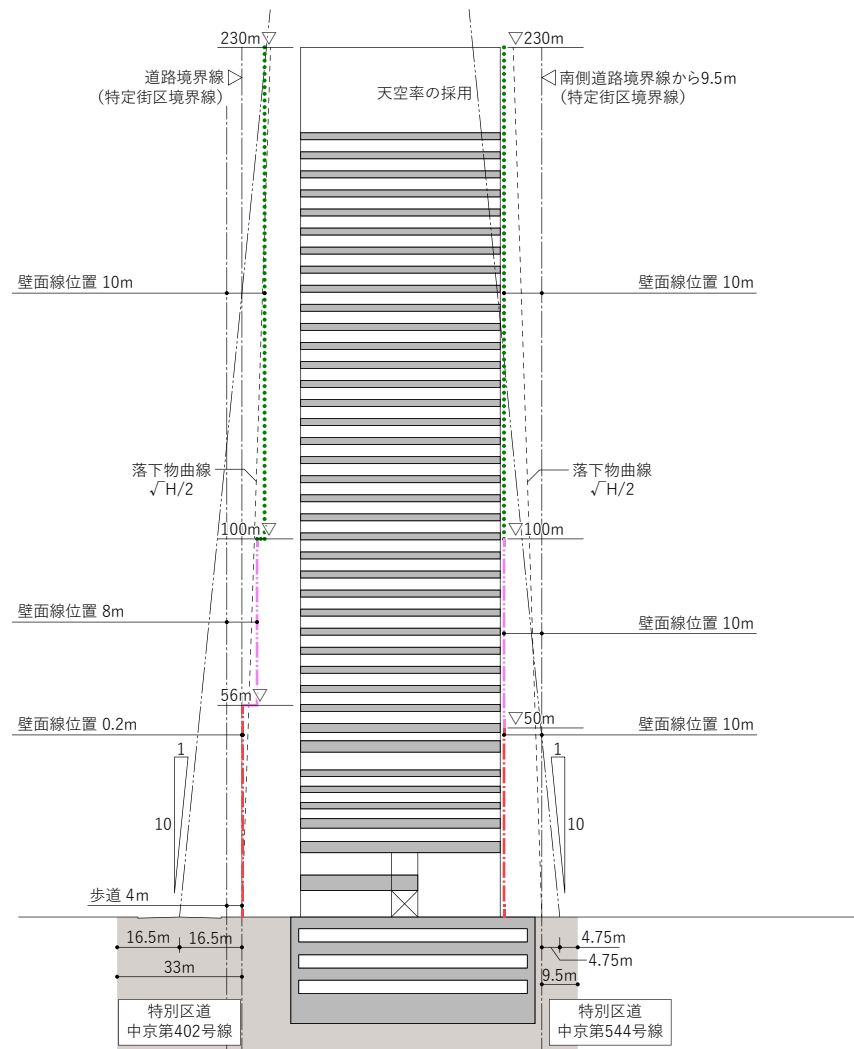 230m
230m
道路境界線
(特定街区境界線)
南側道路境界線から9.5m
(特定街区境界線)
天空率の採用
壁面線位置 10m
壁面線位置 10m
落下物曲線
√H/2
落下物曲線
√H/2
100m
100m
壁面線位置 8m
壁面線位置 10m
56m
50m
壁面線位置 0.2m
壁面線位置 10m
1
10
1
10
歩道 4m
16.5m
16.5m
33m
4.75m
4.75m
9.5m
特別区道
中京第402号線
特別区道
中京第544号線